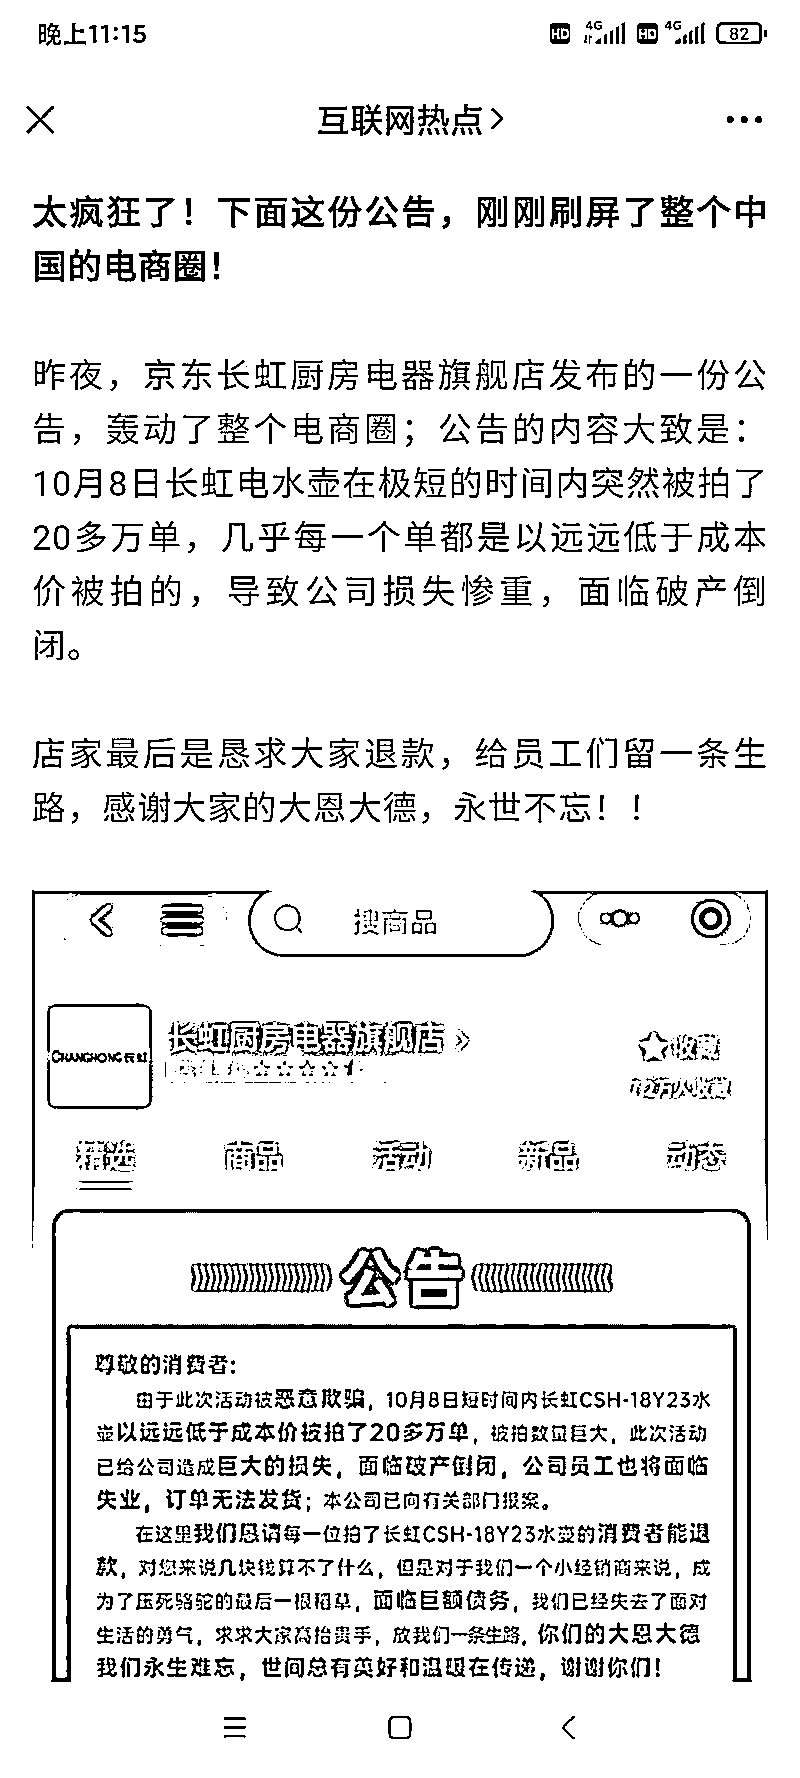 晚上11:15
HD 4G HD 4G 82
互联网热点
太疯狂了！下面这份公告，刚刚刷屏了整个中
国的电商圈！
昨夜，京东长虹厨房电器旗舰店发布的一份公
告，轰动了整个电商圈；公告的内容大致是：
10月8日长虹电水壶在极短的时间内突然被拍了
20多万单，几乎每一个单都是以远远低于成本
价被拍的，导致公司损失惨重，面临破产倒
闭。
店家最后是恳求大家退款，给员工们留一条生
路，感谢大家的大恩大德，永世不忘！！
搜商品
CHANGHONG长虹
长虹厨房电器旗舰店
收藏
万人收藏
精选 商品 活动 新品 动态
公告
尊敬的消费者:
由于此次活动被恶意欺骗，10月8日短时间内长虹CSH-18Y23水
壶以远远低于成本价被拍了20多万单，被拍数量巨大，此次活动
已给公司造成巨大的损失，面临破产倒闭，公司员工也将面临
失业，订单无法发货；本公司已向有关部门报案。
在这里我们恳请每一位拍了长虹CSH-18Y23水壶的消费者能退
款，对您来说几块钱算不了什么，但是对于我们一个小经销商来说，成
为了压死骆驼的最后一根稻草，面临巨额债务，我们已经失去了面对
生活的勇气，求求大家高抬贵手，放我们一条生路，你们的大恩大德
我们永生难忘，世间总有美好和温暖在传递，谢谢你们！